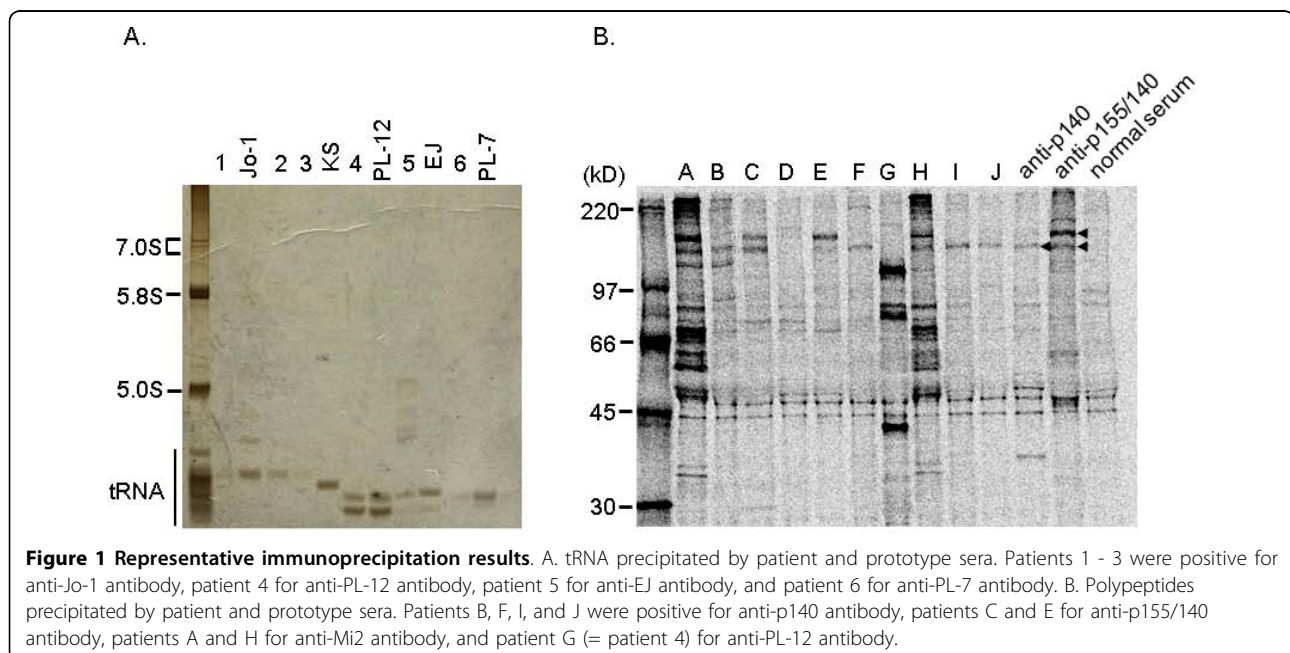 A.
B.
1 Jo-1 2 3 KS 4 PL-12 5 EJ 6 PL-7
7.0S
5.8S
5.0S
tRNA
(kD) A B C D E F G H I J anti-p140 anti-p155/140 normal serum
220
97
66
45
30
Figure 1 Representative immunoprecipitation results. A. tRNA precipitated by patient and prototype sera. Patients 1 - 3 were positive for
anti-Jo-1 antibody, patient 4 for anti-PL-12 antibody, patient 5 for anti-EJ antibody, and patient 6 for anti-PL-7 antibody. B. Polypeptides
precipitated by patient and prototype sera. Patients B, F, I, and J were positive for anti-p140 antibody, patients C and E for anti-p155/140
antibody, patients A and H for anti-Mi2 antibody, and patient G (= patient 4) for anti-PL-12 antibody.